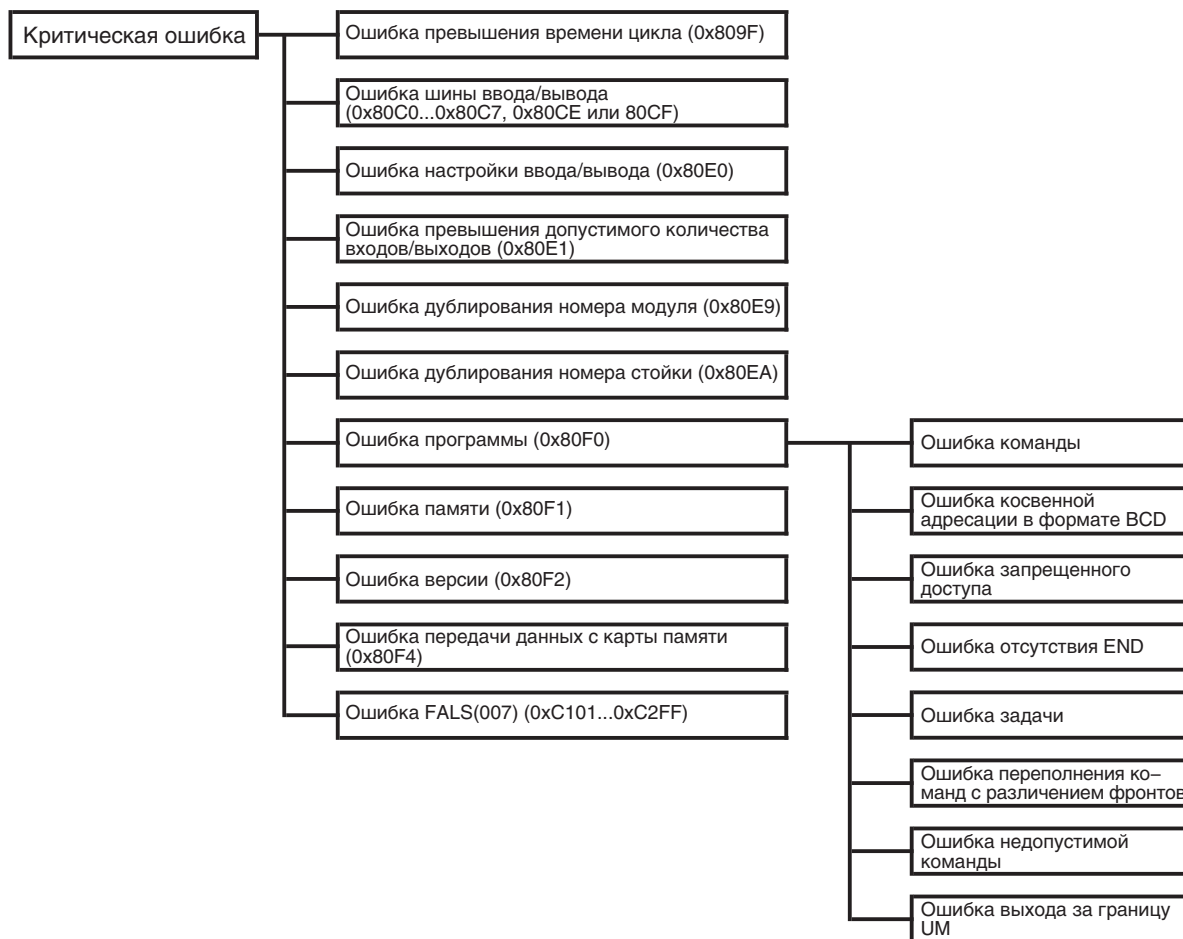 Критическая ошибка
Ошибка превышения времени цикла (0x809F)
Ошибка шины ввода/вывода
(0x80C0...0x80C7, 0x80CE или 80CF)
Ошибка настройки ввода/вывода (0x80E0)
Ошибка превышения допустимого количества
входов/выходов (0x80E1)
Ошибка дублирования номера модуля (0x80E9)
Ошибка дублирования номера стойки (0x80EA)
Ошибка программы (0x80F0)
Ошибка памяти (0x80F1)
Ошибка версии (0x80F2)
Ошибка передачи данных с карты памяти
(0x80F4)
Ошибка FALS(007) (0xC101...0xC2FF)
Ошибка команды
Ошибка косвенной
адресации в формате BCD
Ошибка запрещенного
доступа
Ошибка отсутствия END
Ошибка задачи
Ошибка переполнения ко–
манд с различением фронтов
Ошибка недопустимой
команды
Ошибка выхода за границу
UM